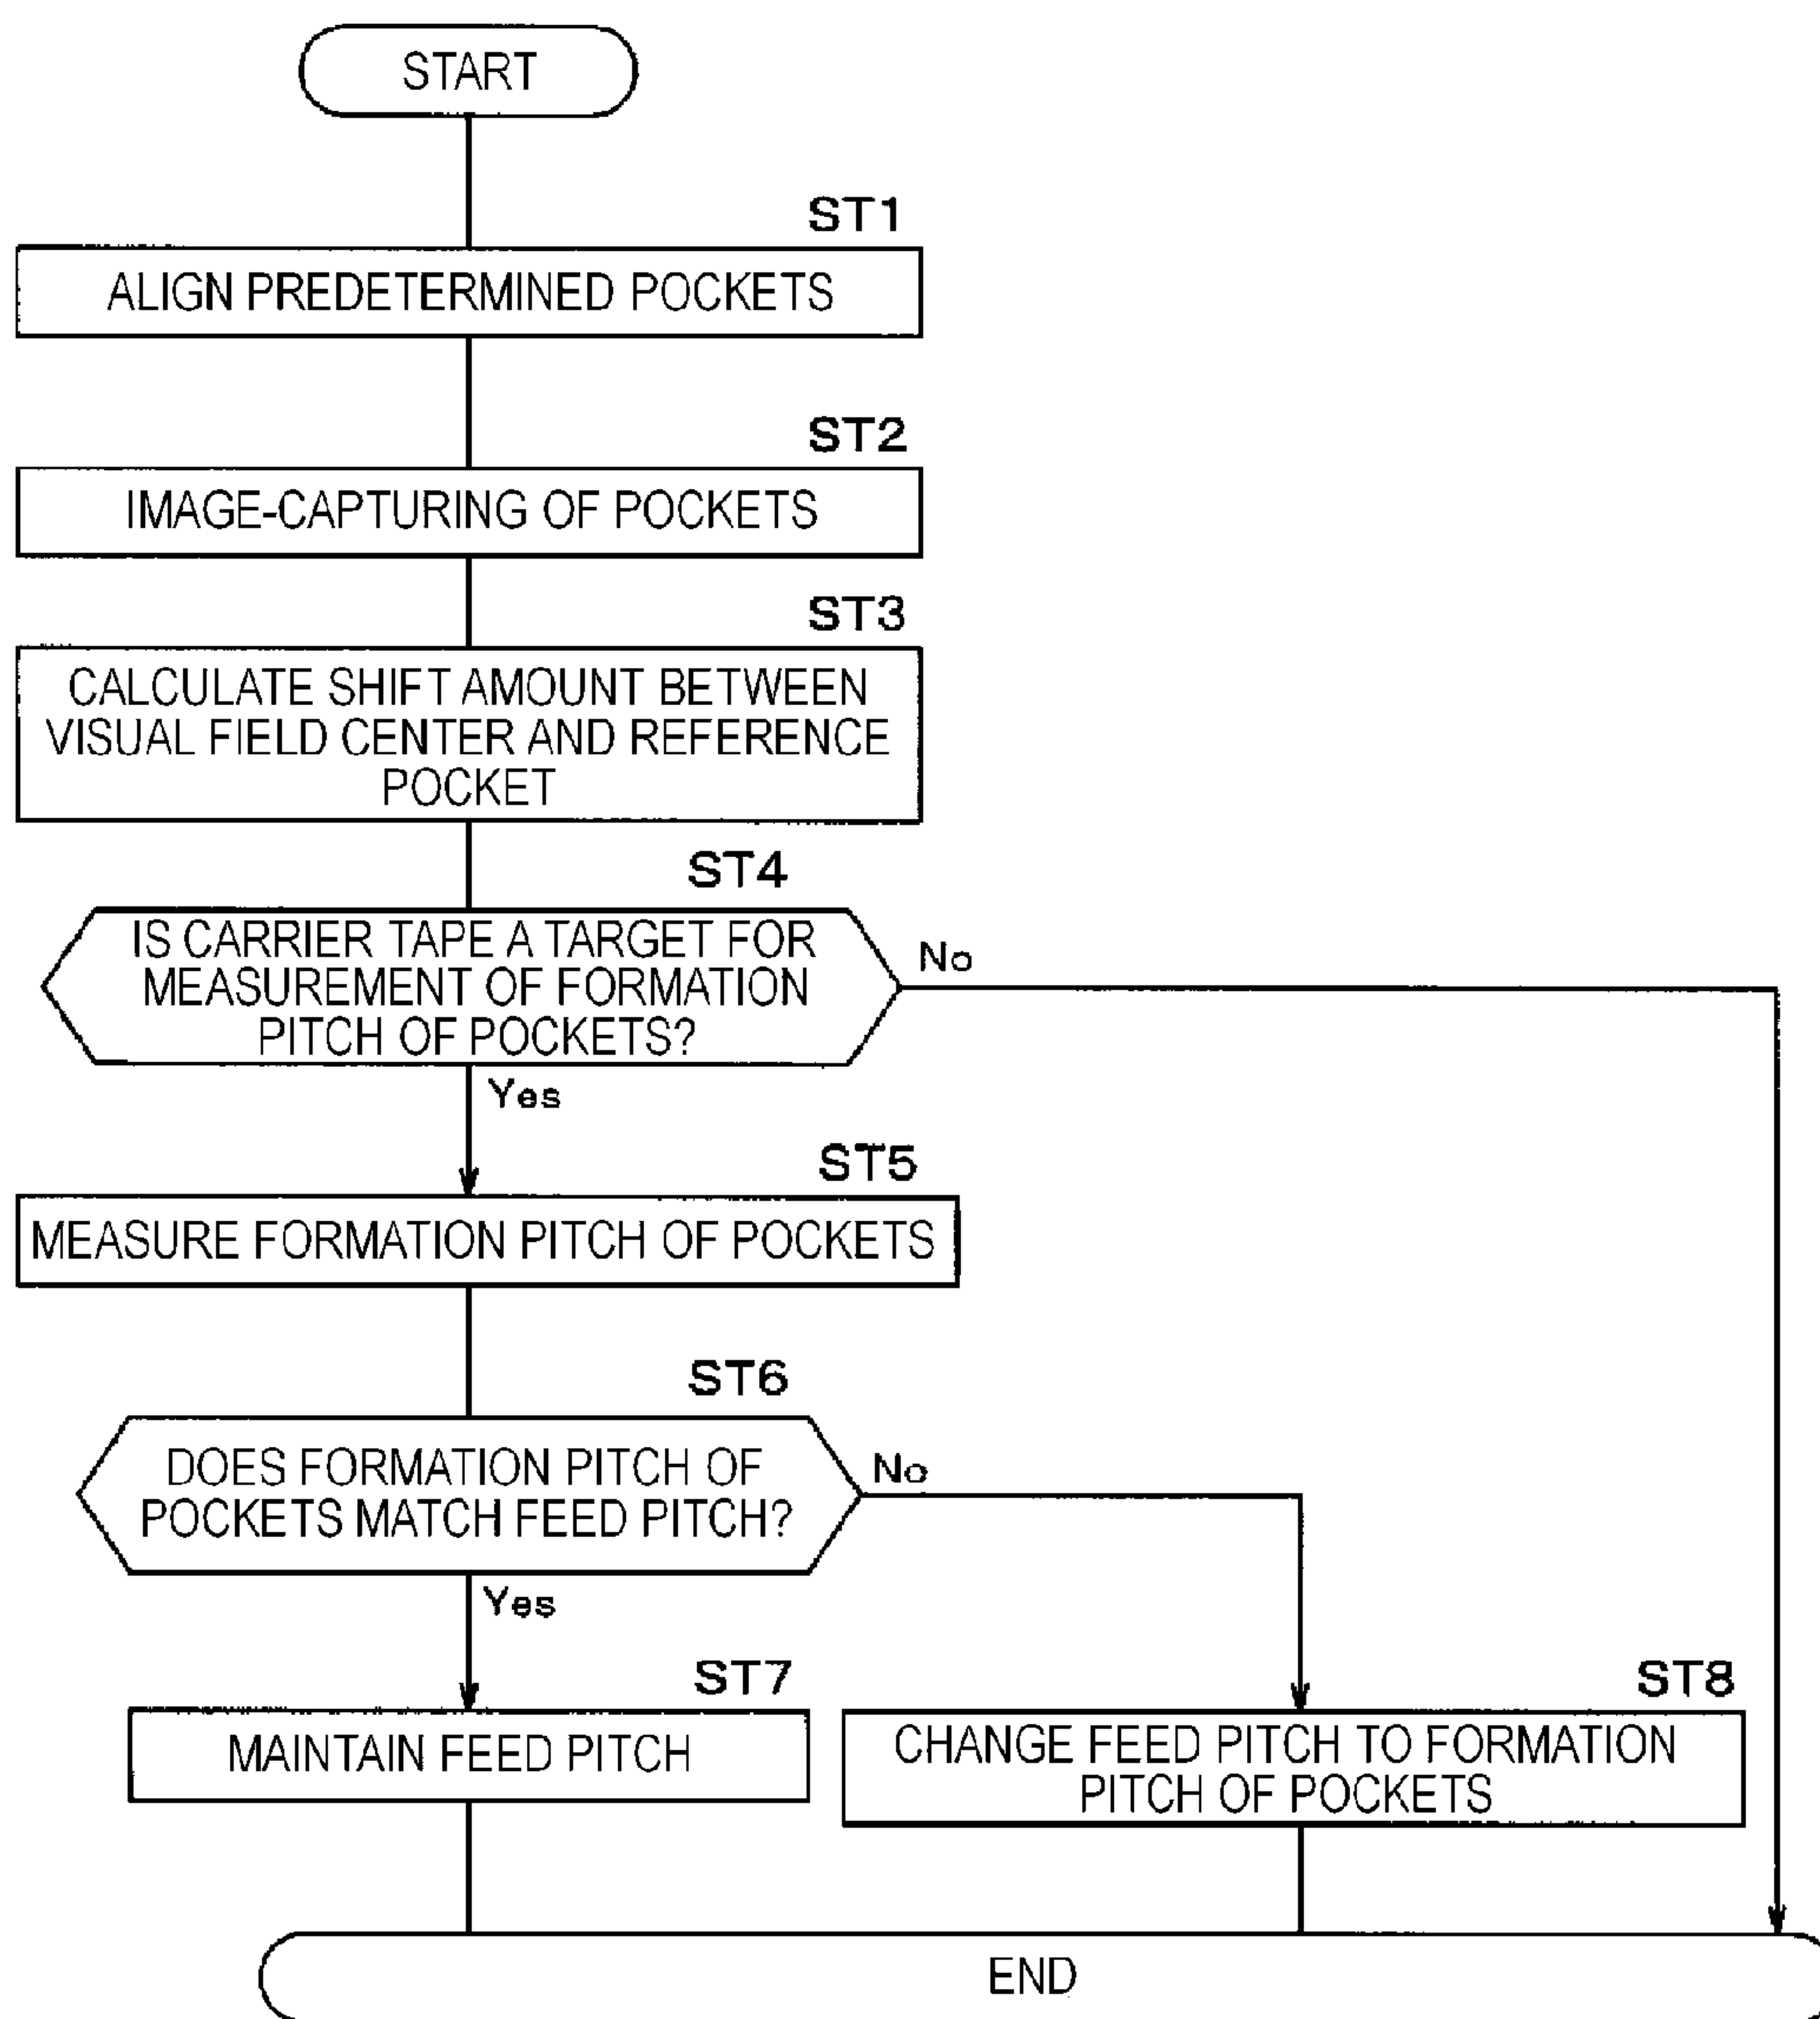 START
ST1
ALIGN PREDETERMINED POCKETS
ST2
IMAGE-CAPTURING OF POCKETS
ST3
CALCULATE SHIFT AMOUNT BETWEEN
VISUAL FIELD CENTER AND REFERENCE
POCKET
ST4
IS CARRIER TAPE A TARGET FOR
MEASUREMENT OF FORMATION
PITCH OF POCKETS?
No
Yes
ST5
MEASURE FORMATION PITCH OF POCKETS
ST6
DOES FORMATION PITCH OF
POCKETS MATCH FEED PITCH?
No
Yes
ST7
MAINTAIN FEED PITCH
ST8
CHANGE FEED PITCH TO FORMATION
PITCH OF POCKETS
END